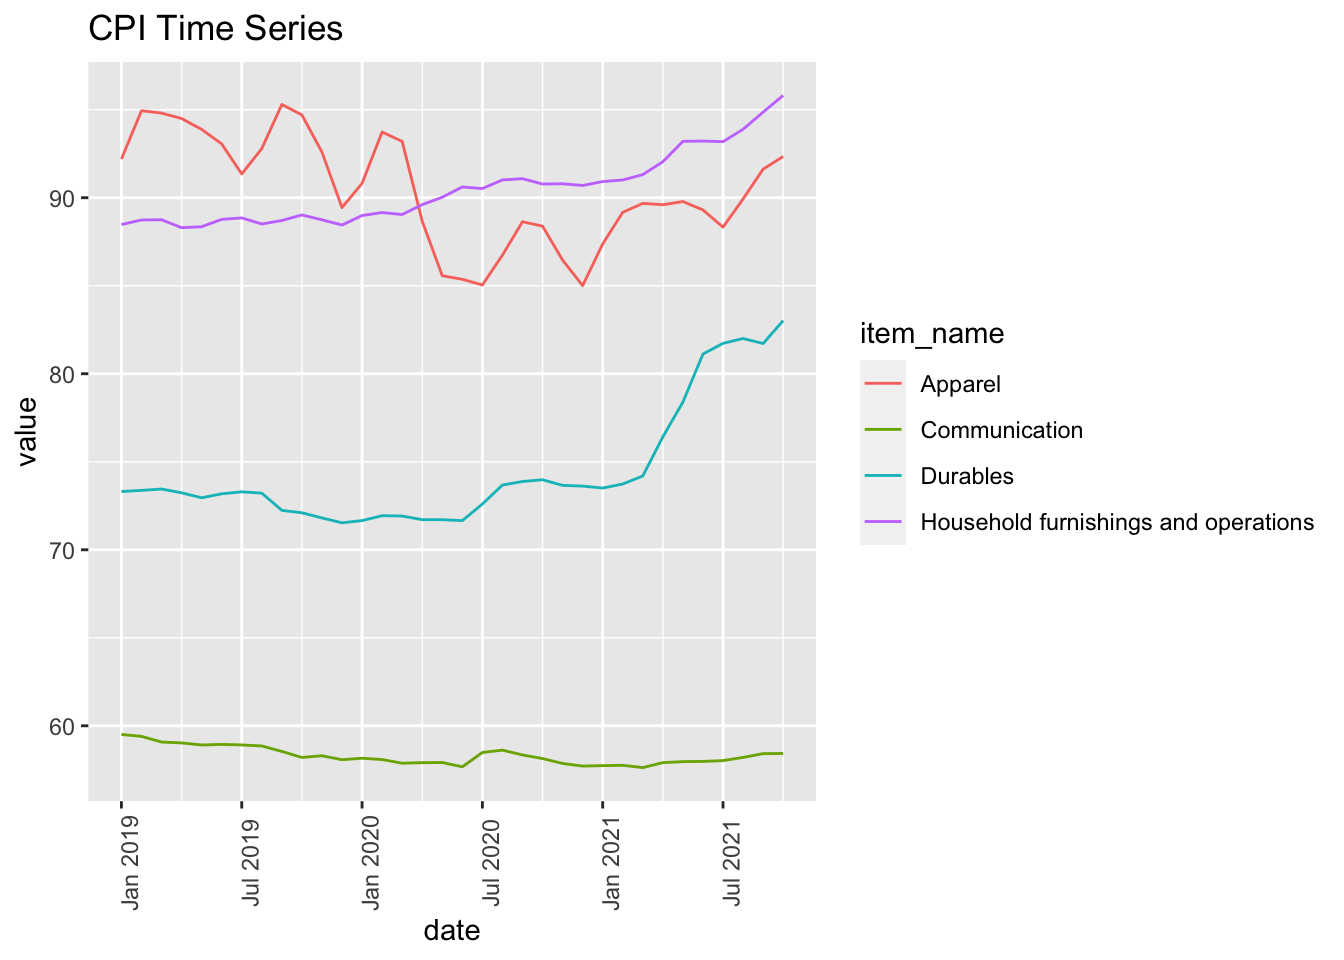 CPI Time Series
value
90
80
70
60
Jan 2019
Jul 2019
Jan 2020
Jul 2020
Jan 2021
Jul 2021
date
item_name
Apparel
Communication
Durables
Household furnishings and operations